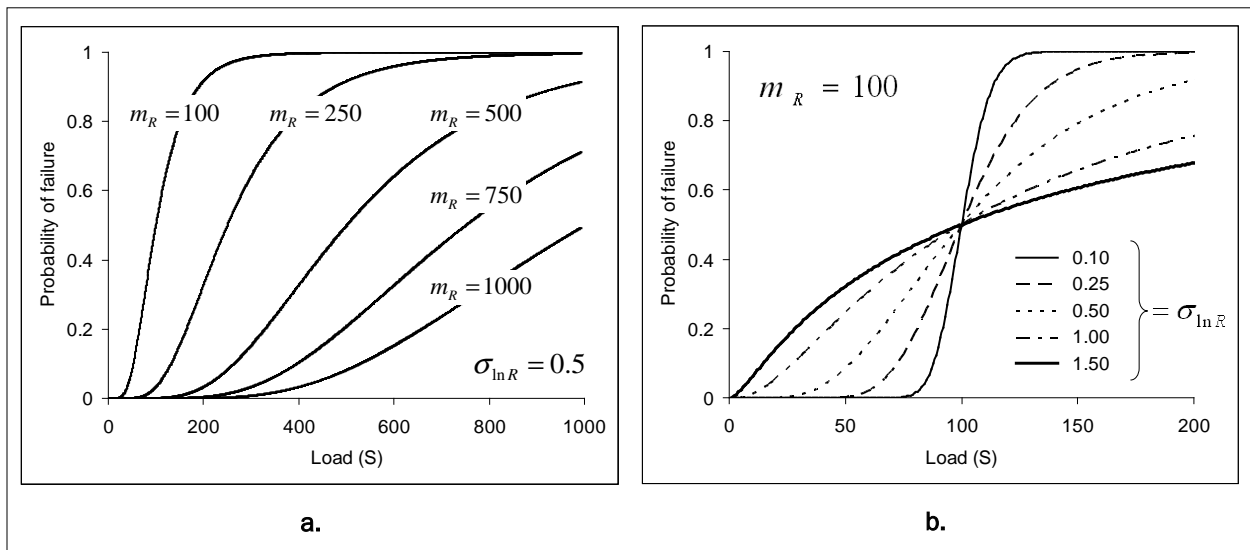 1
0.8
0.6
0.4
0.2
0
Probability of failure
m_R = 100
m_R = 250
m_R = 500
m_R = 750
m_R = 1000
σ_ln R = 0.5
0 200 400 600 800 1000
Load (S)
a.
1
0.8
0.6
0.4
0.2
0
Probability of failure
m_R = 100
0.10
0.25
0.50
1.00
1.50
= σ_ln R
0 50 100 150 200
Load (S)
b.